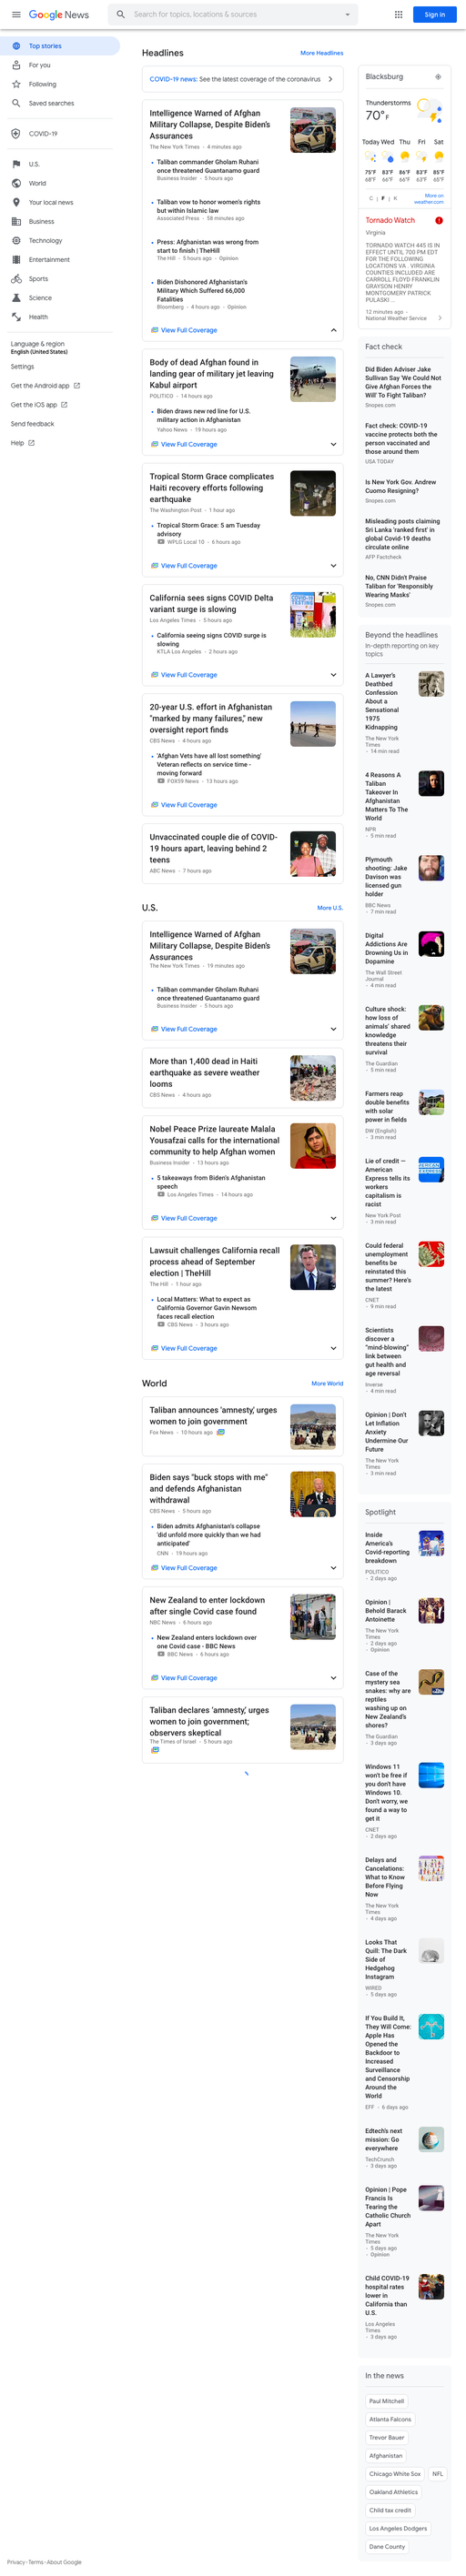 Google News
Search for topics, locations & sources
Sign in
Top stories
For you
Following
Saved searches
COVID-19
U.S.
World
Your local news
Business
Technology
Entertainment
Sports
Science
Health
Language & region
English (United States)
Settings
Get the Android app
Get the iOS app
Send feedback
Help
Headlines
More Headlines
COVID-19 news: See the latest coverage of the coronavirus
Intelligence Warned of Afghan
Military Collapse, Despite Biden's
Assurances
The New York Times · 4 minutes ago
Taliban commander Gholam Ruhani
once threatened Guantanamo guard
Business Insider · 5 hours ago
Taliban vow to honor women's rights
but within Islamic law
Associated Press · 58 minutes ago
Press: Afghanistan was wrong from
start to finish | TheHill
The Hill · 5 hours ago · Opinion
Biden Dishonored Afghanistan's
Military Which Suffered 66,000
Fatalities
Bloomberg · 4 hours ago · Opinion
View Full Coverage
Body of dead Afghan found in
landing gear of military jet leaving
Kabul airport
POLITICO · 14 hours ago
Biden draws new red line for U.S.
military action in Afghanistan
Yahoo News · 19 hours ago
View Full Coverage
Tropical Storm Grace complicates
Haiti recovery efforts following
earthquake
The Washington Post · 1 hour ago
Tropical Storm Grace: 5 am Tuesday
advisory
WPLG Local 10 · 6 hours ago
View Full Coverage
California sees signs COVID Delta
variant surge is slowing
Los Angeles Times · 5 hours ago
California seeing signs COVID surge is
slowing
KTLA Los Angeles · 2 hours ago
View Full Coverage
20-year U.S. effort in Afghanistan
"marked by many failures," new
oversight report finds
CBS News · 4 hours ago
'Afghan Vets have all lost something'
Veteran reflects on service time -
moving forward
FOX59 News · 13 hours ago
View Full Coverage
Unvaccinated couple die of COVID-
19 hours apart, leaving behind 2
teens
ABC News · 7 hours ago
U.S.
More U.S.
Intelligence Warned of Afghan
Military Collapse, Despite Biden's
Assurances
The New York Times · 19 minutes ago
Taliban commander Gholam Ruhani
once threatened Guantanamo guard
Business Insider · 5 hours ago
View Full Coverage
More than 1,400 dead in Haiti
earthquake as severe weather
looms
CBS News · 4 hours ago
Nobel Peace Prize laureate Malala
Yousafzai calls for the international
community to help Afghan women
Business Insider · 13 hours ago
5 takeaways from Biden's Afghanistan
speech
Los Angeles Times · 14 hours ago
View Full Coverage
Lawsuit challenges California recall
process ahead of September
election | TheHill
The Hill · 1 hour ago
Local Matters: What to expect as
California Governor Gavin Newsom
faces recall election
CBS News · 3 hours ago
View Full Coverage
World
More World
Taliban announces 'amnesty,' urges
women to join government
Fox News · 10 hours ago
Biden says "buck stops with me"
and defends Afghanistan
withdrawal
CBS News · 5 hours ago
Biden admits Afghanistan's collapse
'did unfold more quickly than we had
anticipated'
CNN · 19 hours ago
View Full Coverage
New Zealand to enter lockdown
after single Covid case found
NBC News · 6 hours ago
New Zealand enters lockdown over
one Covid case - BBC News
BBC News · 6 hours ago
View Full Coverage
Taliban declares 'amnesty,' urges
women to join government;
observers skeptical
The Times of Israel · 5 hours ago
Blacksburg
Thunderstorms
70°F
Today Wed Thu Fri Sat
75°F 83°F 86°F 83°F 85°F
68°F 66°F 66°F 63°F 65°F
C | F | K
More on
weather.com
Tornado Watch
Virginia
TORNADO WATCH 445 IS IN
EFFECT UNTIL 700 PM EDT
FOR THE FOLLOWING
LOCATIONS VA . VIRGINIA
COUNTIES INCLUDED ARE
CARROLL FLOYD FRANKLIN
GRAYSON HENRY
MONTGOMERY PATRICK
PULASKI ...
12 minutes ago ·
National Weather Service
Fact check
Did Biden Adviser Jake
Sullivan Say 'We Could Not
Give Afghan Forces the
Will' To Fight Taliban?
Snopes.com
Fact check: COVID-19
vaccine protects both the
person vaccinated and
those around them
USA TODAY
Is New York Gov. Andrew
Cuomo Resigning?
Snopes.com
Misleading posts claiming
Sri Lanka 'ranked first' in
global Covid-19 deaths
circulate online
AFP Factcheck
No, CNN Didn't Praise
Taliban for 'Responsibly
Wearing Masks'
Snopes.com
Beyond the headlines
In-depth reporting on key
topics
A Lawyer's
Deathbed
Confession
About a
Sensational
1975
Kidnapping
The New York
Times
· 14 min read
4 Reasons A
Taliban
Takeover In
Afghanistan
Matters To The
World
NPR
· 5 min read
Plymouth
shooting: Jake
Davison was
licensed gun
holder
BBC News
· 7 min read
Digital
Addictions Are
Drowning Us in
Dopamine
The Wall Street
Journal
· 4 min read
Culture shock:
how loss of
animals' shared
knowledge
threatens their
survival
The Guardian
· 5 min read
Farmers reap
double benefits
with solar
power in fields
DW (English)
· 3 min read
Lie of credit —
American
Express tells its
workers
capitalism is
racist
New York Post
· 3 min read
Could federal
unemployment
benefits be
reinstated this
summer? Here's
the latest
CNET
· 9 min read
Scientists
discover a
"mind-blowing"
link between
gut health and
age reversal
Inverse
· 4 min read
Opinion | Don't
Let Inflation
Anxiety
Undermine Our
Future
The New York
Times
· 3 min read
Spotlight
Inside
America's
Covid-reporting
breakdown
POLITICO
· 2 days ago
Opinion |
Behold Barack
Antoinette
The New York
Times
· 2 days ago
· Opinion
Case of the
mystery sea
snakes: why are
reptiles
washing up on
New Zealand's
shores?
The Guardian
· 3 days ago
Windows 11
won't be free if
you don't have
Windows 10.
Don't worry, we
found a way to
get it
CNET
· 2 days ago
Delays and
Cancelations:
What to Know
Before Flying
Now
The New York
Times
· 4 days ago
Looks That
Quill: The Dark
Side of
Hedgehog
Instagram
WIRED
· 5 days ago
If You Build It,
They Will Come:
Apple Has
Opened the
Backdoor to
Increased
Surveillance
and Censorship
Around the
World
EFF · 6 days ago
Edtech's next
mission: Go
everywhere
TechCrunch
· 3 days ago
Opinion | Pope
Francis Is
Tearing the
Catholic Church
Apart
The New York
Times
· 5 days ago
· Opinion
Child COVID-19
hospital rates
lower in
California than
U.S.
Los Angeles
Times
· 3 days ago
In the news
Paul Mitchell
Atlanta Falcons
Trevor Bauer
Afghanistan
Chicago White Sox
NFL
Oakland Athletics
Child tax credit
Los Angeles Dodgers
Dane County
Privacy · Terms · About Google